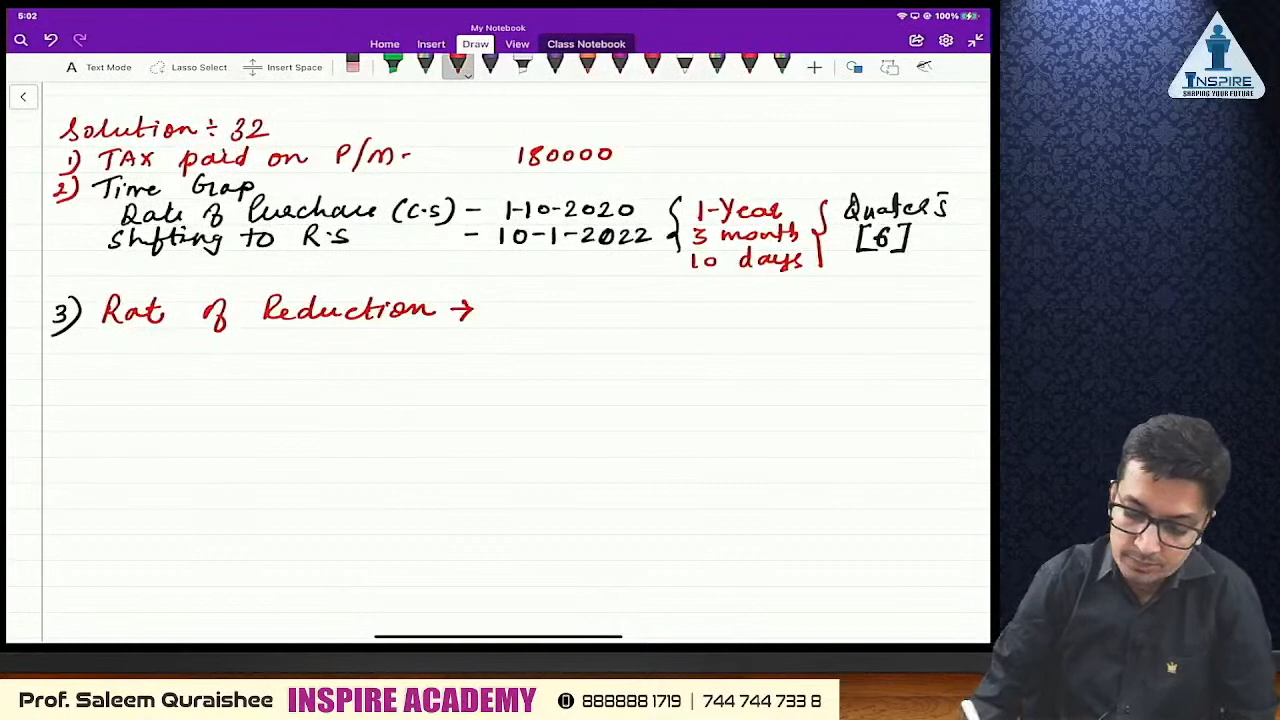 5:02
100%
My Notebook
Home Insert Draw View Class Notebook
A Text Mode Lasso Select Insert Space
INSPIRE
SHAPING YOUR FUTURE
Solution ÷ 32
1) TAX paid on P/M- 180000
2) Time Gap
Date of Purchase (C.S) - 1-10-2020 1-Year Quaters
Shifting to R.S - 10-1-2022 3 month [6]
10 days
3) Rat of Reduction →
Prof. Saleem Quraishee INSPIRE ACADEMY 888888 1719 | 744 744 733 8